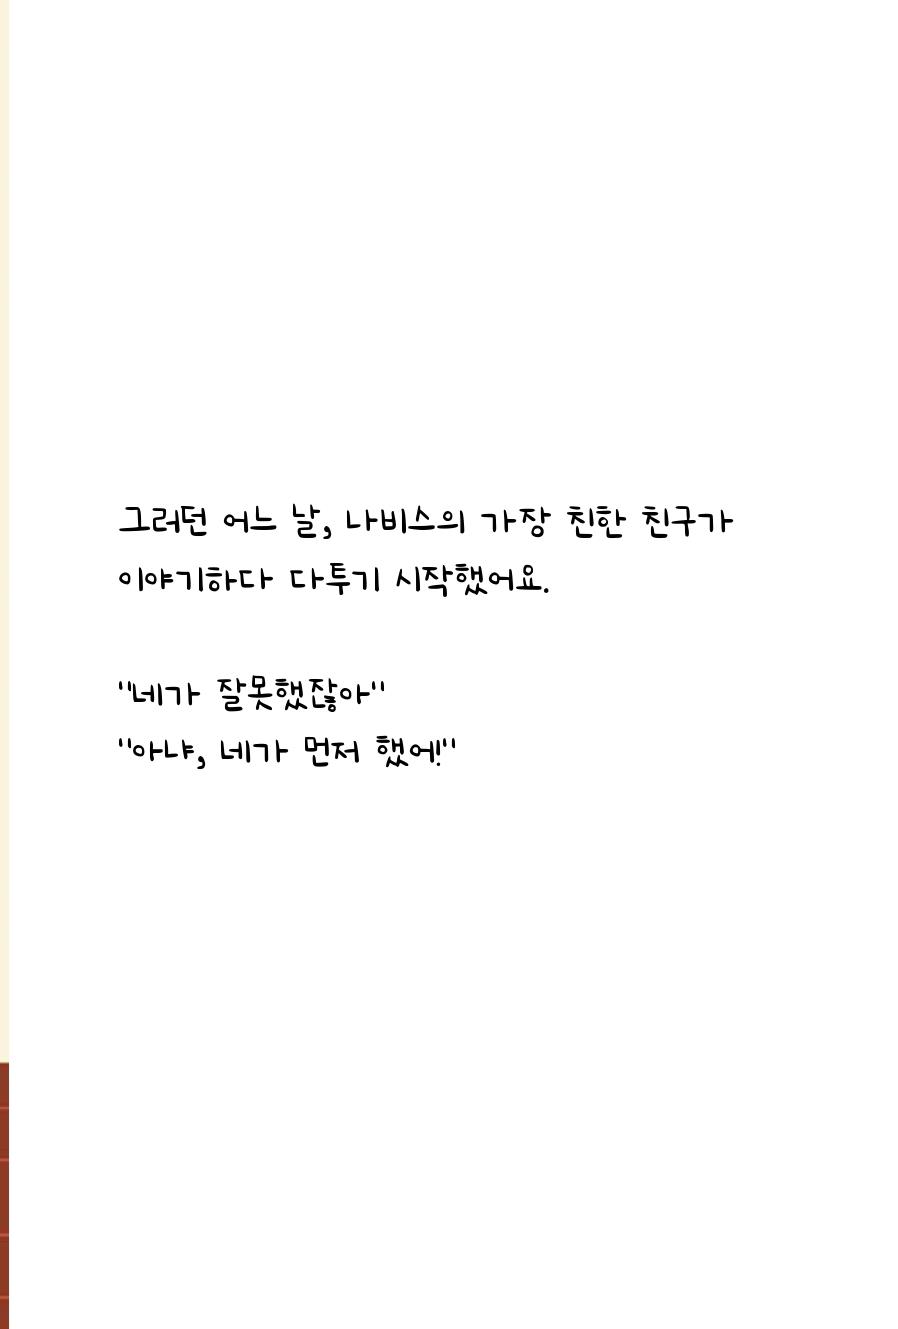 그러던 어느 날, 나비스의 가장 친한 친구가
이야기하다 다투기 시작했어요.
"네가 잘못했잖아"
"아냐, 네가 먼저 했어!"